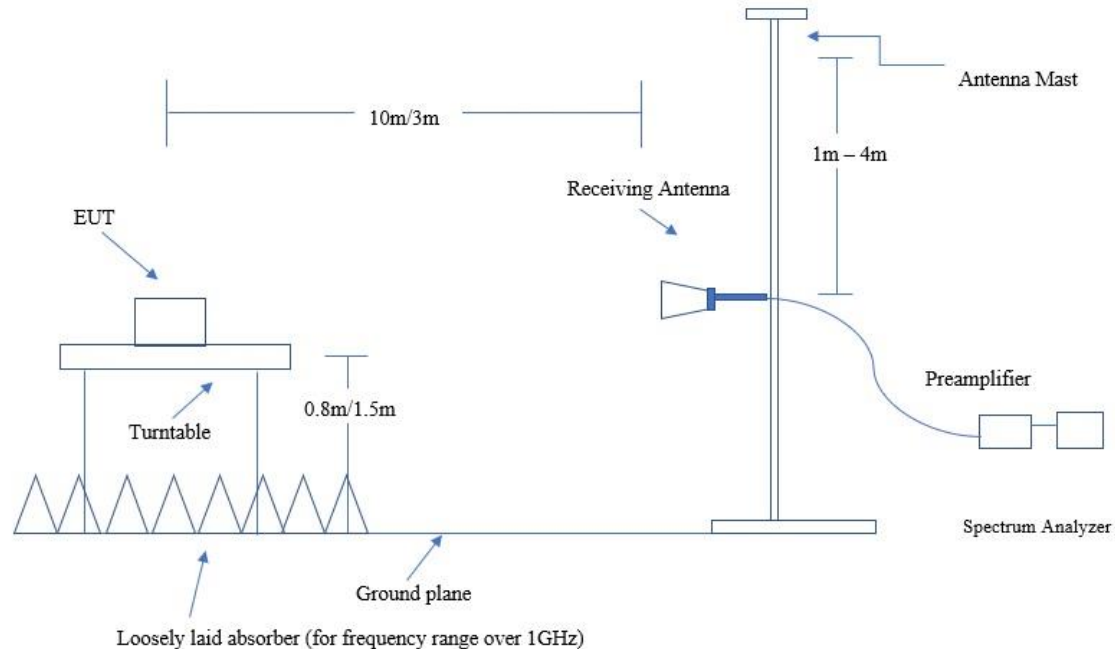 Antenna Mast
10m/3m
1m – 4m
Receiving Antenna
EUT
Preamplifier
0.8m/1.5m
Turntable
Spectrum Analyzer
Ground plane
Loosely laid absorber (for frequency range over 1GHz)